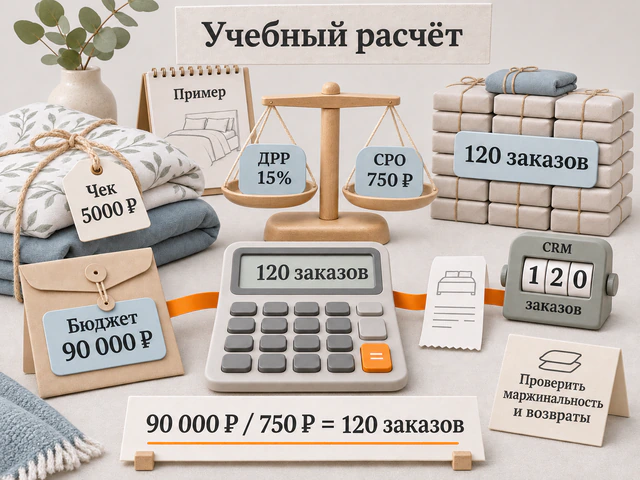 Учебный расчёт
Пример
ДРР
15%
CPO
750 ₽
120 заказов
Чек
5000 ₽
120 заказов
CRM
120
заказов
Бюджет
90 000 ₽
Проверить
маржинальность
и возвраты
90 000 ₽ / 750 ₽ = 120 заказов